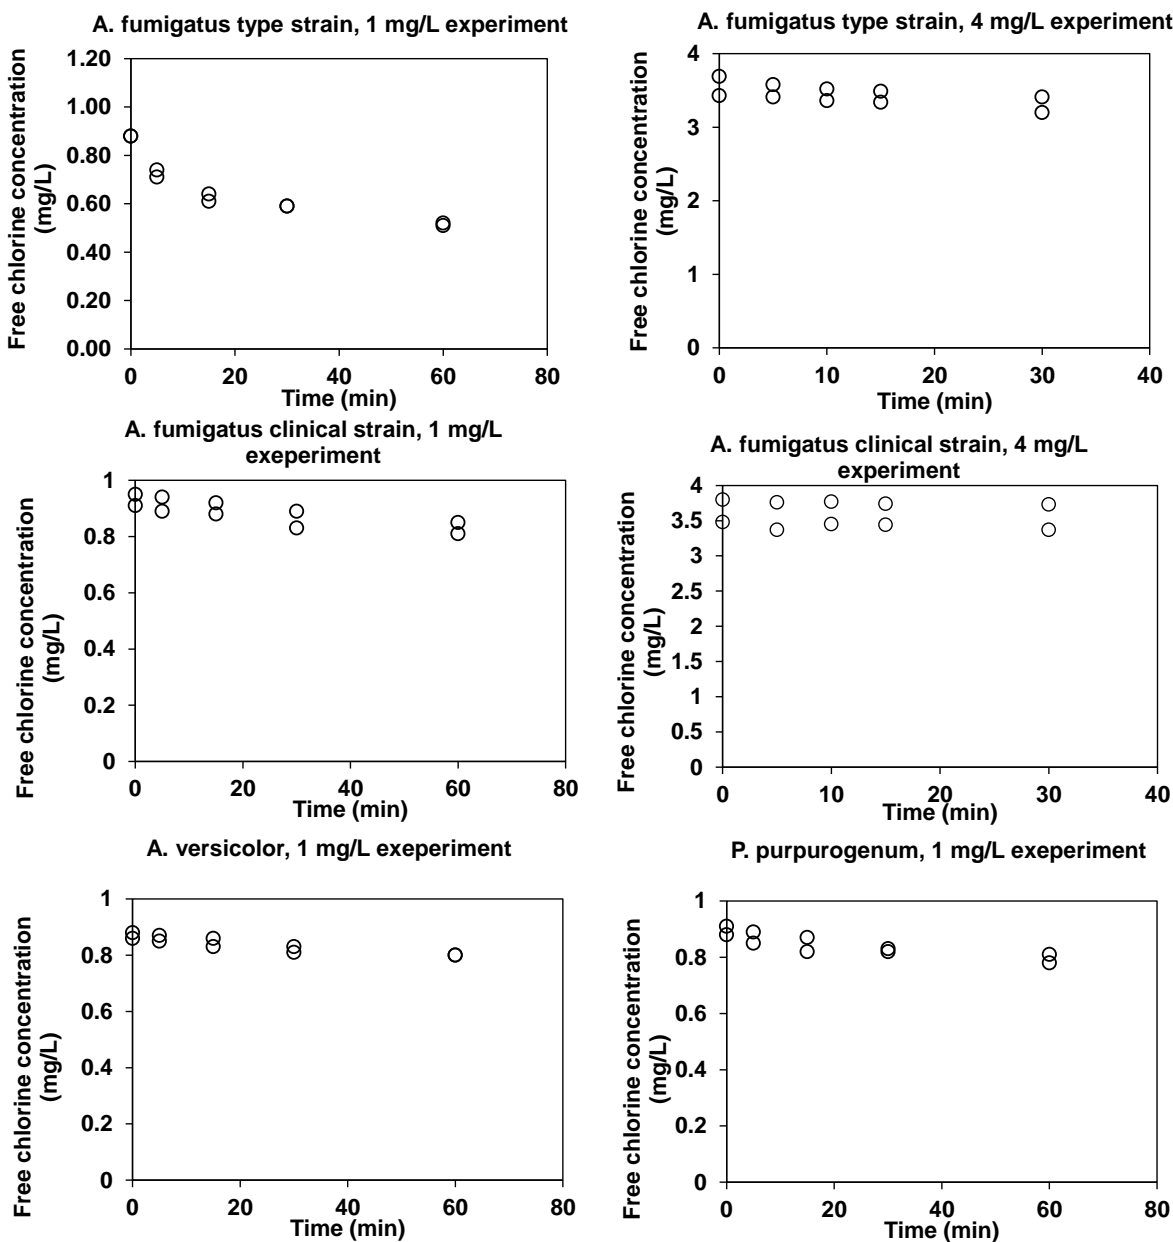 A. fumigatus type strain, 1 mg/L experiment
Free chlorine concentration
(mg/L)
1.20
1.00
0.80
0.60
0.40
0.20
0.00
0 20 40 60 80
Time (min)
A. fumigatus type strain, 4 mg/L experiment
Free chlorine concentration
(mg/L)
4
3
2
1
0
0 10 20 30 40
Time (min)
A. fumigatus clinical strain, 1 mg/L
exeperiment
Free chlorine concentration
(mg/L)
1
0.8
0.6
0.4
0.2
0
0 20 40 60 80
Time (min)
A. fumigatus clinical strain, 4 mg/L
experiment
Free chlorine concentration
(mg/L)
4
3.5
3
2.5
2
1.5
1
0.5
0
0 10 20 30 40
Time (min)
A. versicolor, 1 mg/L exeperiment
Free chlorine concentration
(mg/L)
1
0.8
0.6
0.4
0.2
0
0 20 40 60 80
Time (min)
P. purpurogenum, 1 mg/L exeperiment
Free chlorine concentration
(mg/L)
1
0.8
0.6
0.4
0.2
0
0 20 40 60 80
Time (min)